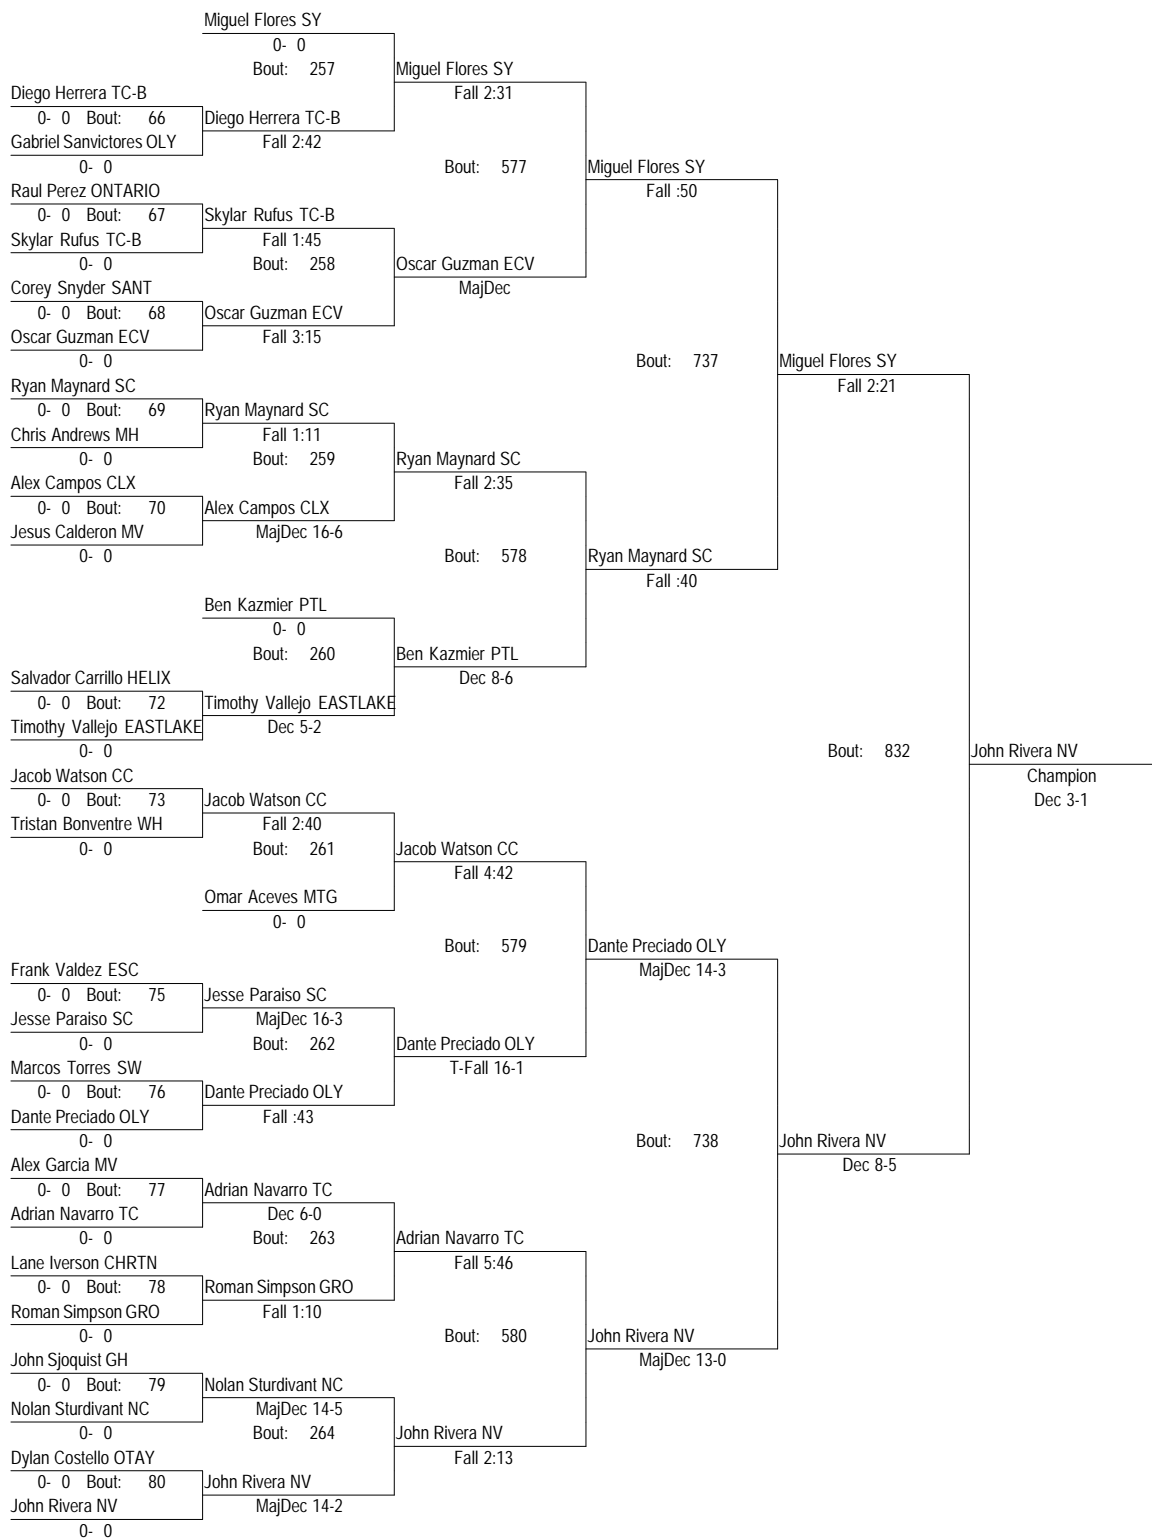 Miguel Flores SY
0- 0
Bout: 257
Miguel Flores SY
Fall 2:31
Diego Herrera TC-B
0- 0 Bout: 66
Diego Herrera TC-B
Gabriel Sanvictores OLY
Fall 2:42
0- 0
Bout: 577
Miguel Flores SY
Fall :50
Raul Perez ONTARIO
0- 0 Bout: 67
Skylar Rufus TC-B
Skylar Rufus TC-B
Fall 1:45
0- 0
Bout: 258
Oscar Guzman ECV
MajDec
Corey Snyder SANT
0- 0 Bout: 68
Oscar Guzman ECV
Oscar Guzman ECV
Fall 3:15
0- 0
Bout: 737
Miguel Flores SY
Fall 2:21
Ryan Maynard SC
0- 0 Bout: 69
Ryan Maynard SC
Chris Andrews MH
Fall 1:11
0- 0
Bout: 259
Ryan Maynard SC
Fall 2:35
Alex Campos CLX
0- 0 Bout: 70
Alex Campos CLX
Jesus Calderon MV
MajDec 16-6
0- 0
Bout: 578
Ryan Maynard SC
Fall :40
Ben Kazmier PTL
0- 0
Bout: 260
Ben Kazmier PTL
Dec 8-6
Salvador Carrillo HELIX
0- 0 Bout: 72
Timothy Vallejo EASTLAKE
Timothy Vallejo EASTLAKE
Dec 5-2
0- 0
Bout: 832
John Rivera NV
Champion
Dec 3-1
Jacob Watson CC
0- 0 Bout: 73
Jacob Watson CC
Tristan Bonventre WH
Fall 2:40
0- 0
Bout: 261
Jacob Watson CC
Fall 4:42
Omar Aceves MTG
0- 0
Bout: 579
Dante Preciado OLY
MajDec 14-3
Frank Valdez ESC
0- 0 Bout: 75
Jesse Paraiso SC
Jesse Paraiso SC
MajDec 16-3
0- 0
Bout: 262
Dante Preciado OLY
T-Fall 16-1
Marcos Torres SW
0- 0 Bout: 76
Dante Preciado OLY
Dante Preciado OLY
Fall :43
0- 0
Bout: 738
John Rivera NV
Dec 8-5
Alex Garcia MV
0- 0 Bout: 77
Adrian Navarro TC
Adrian Navarro TC
Dec 6-0
0- 0
Bout: 263
Adrian Navarro TC
Fall 5:46
Lane Iverson CHRTN
0- 0 Bout: 78
Roman Simpson GRO
Roman Simpson GRO
Fall 1:10
0- 0
Bout: 580
John Rivera NV
MajDec 13-0
John Sjoquist GH
0- 0 Bout: 79
Nolan Sturdivant NC
Nolan Sturdivant NC
MajDec 14-5
0- 0
Bout: 264
John Rivera NV
Fall 2:13
Dylan Costello OTAY
0- 0 Bout: 80
John Rivera NV
John Rivera NV
MajDec 14-2
0- 0